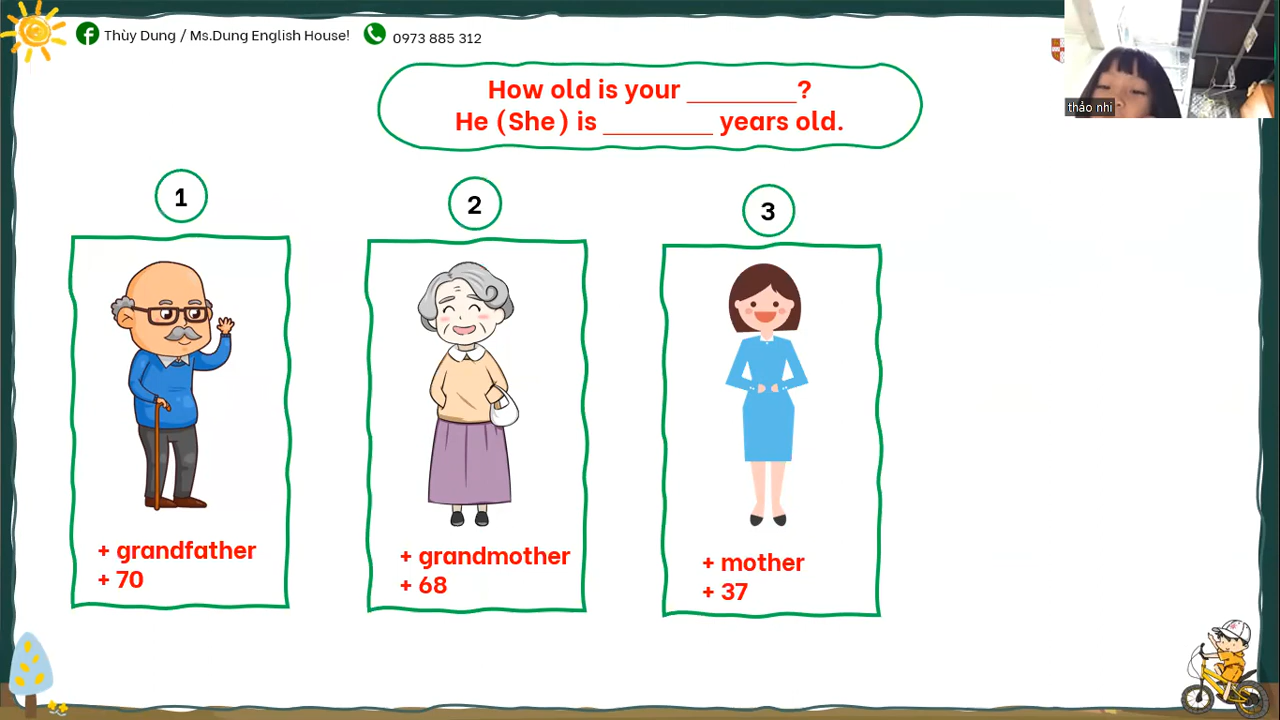 Thùy Dung / Ms.Dung English House!
0973 885 312
thảo nhi
How old is your ________?
He (She) is ________ years old.
1
2
3
+ grandfather
+ 70
+ grandmother
+ 68
+ mother
+ 37